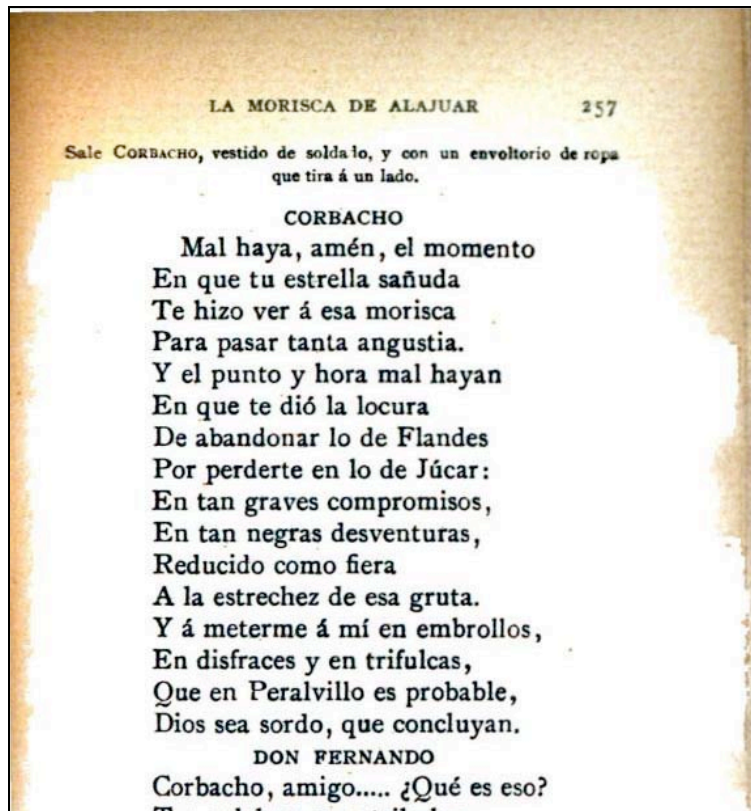 LA MORISCA DE ALAJUAR 257
Sale CORBACHO, vestido de soldado, y con un envoltorio de ropa
que tira á un lado.
CORBACHO
Mal haya, amén, el momento
En que tu estrella sañuda
Te hizo ver á esa morisca
Para pasar tanta angustia.
Y el punto y hora mal hayan
En que te dió la locura
De abandonar lo de Flandes
Por perderte en lo de Júcar:
En tan graves compromisos,
En tan negras desventuras,
Reducido como fiera
A la estrechez de esa gruta.
Y á meterme á mí en embrollos,
En disfraces y en trifulcas,
Que en Peralvillo es probable,
Dios sea sordo, que concluyan.
DON FERNANDO
Corbacho, amigo..... ¿Qué es eso?